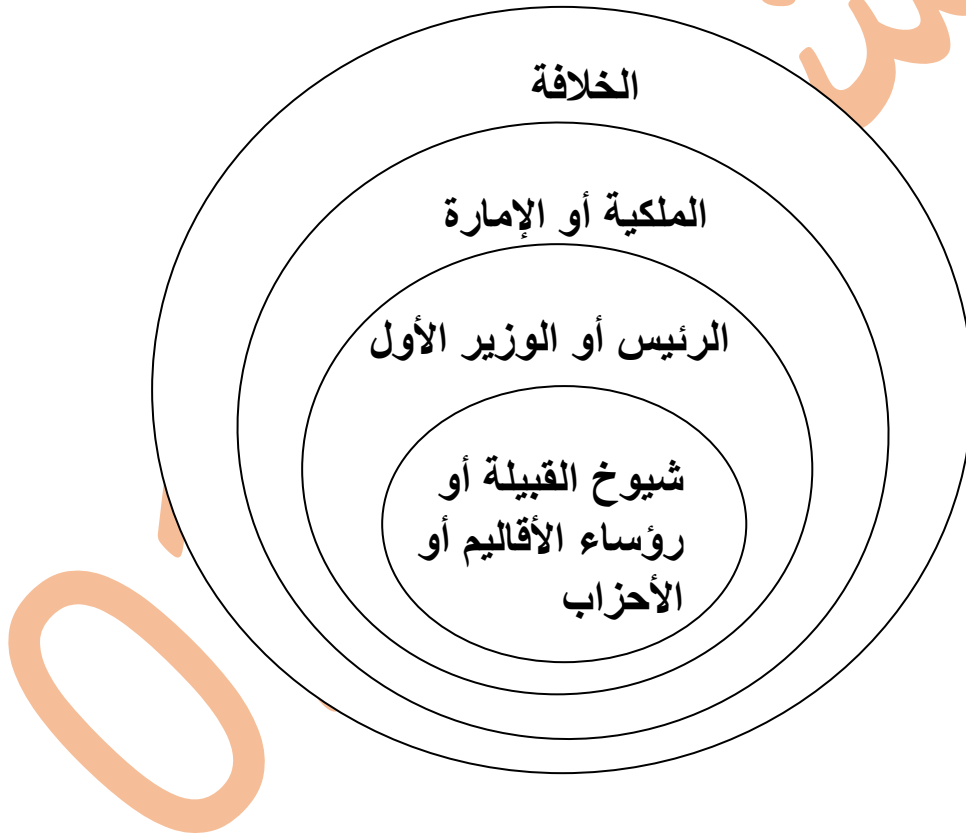 الخلافة
الملكية أو الإمارة
الرئيس أو الوزير الأول
شيوخ القبيلة أو
رؤساء الأقاليم أو
الأحزاب